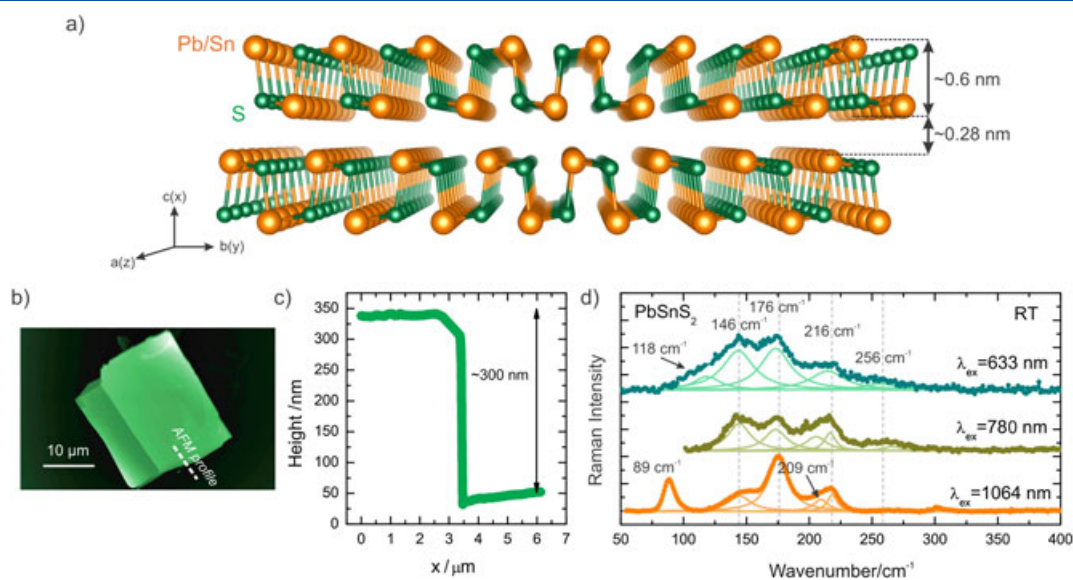 a)
Pb/Sn
S
~0.6 nm
~0.28 nm
c(x)
b(y)
a(z)
b)
10 µm
AFM profile
c)
Height /nm
350
300
250
200
150
100
50
0
~300 nm
0 1 2 3 4 5 6 7
x / µm
d)
PbSnS₂
RT
118 cm⁻¹
146 cm⁻¹
176 cm⁻¹
216 cm⁻¹
256 cm⁻¹
λex=633 nm
λex=780 nm
89 cm⁻¹
209 cm⁻¹
λex=1064 nm
Raman Intensity
50 100 150 200 250 300 350 400
Wavenumber/cm⁻¹